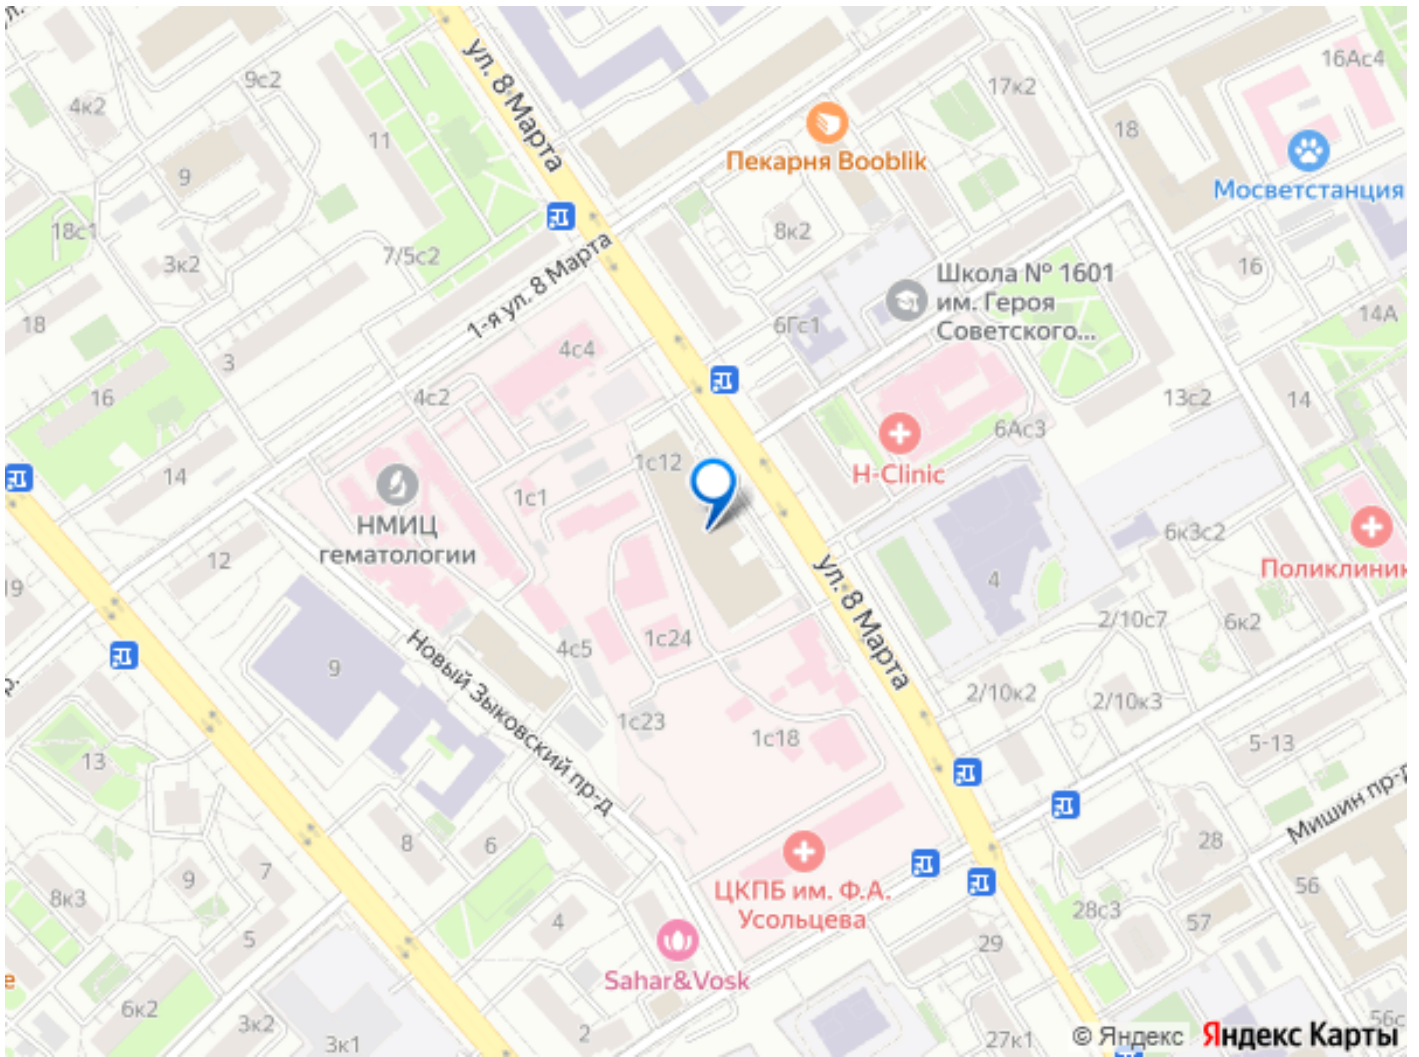 ул. 8 Марта
9с2
4к2
11
9
18с1
3к2
7/5с2
18
3
16
1-я ул. 8 Марта
17к2
16Ас4
18
Пекарня Booblik
Мосветстанция
8к2
16
Школа № 1601
им. Героя
Советского...
6Гс1
14А
4с4
4с2
13с2
14
6Ас3
H-Clinic
1с12
14
1с1
НМИЦ
гематологии
12
19
6к3с2
Поликлиник
4
ул. 8 Марта
2/10с7
6к2
4с5
1с24
9
Новый Зыковский пр-д
2/10к2
2/10к3
1с23
1с18
5-13
13
Мишин пр-д
8
6
28
7
9
8к3
ЦКПБ им. Ф.А.
Усольцева
56
28с3
57
4
5
29
Sahar&Vosk
е
6к2
3к2
3к1
2
27к1
56с
© Яндекс
Яндекс Карты